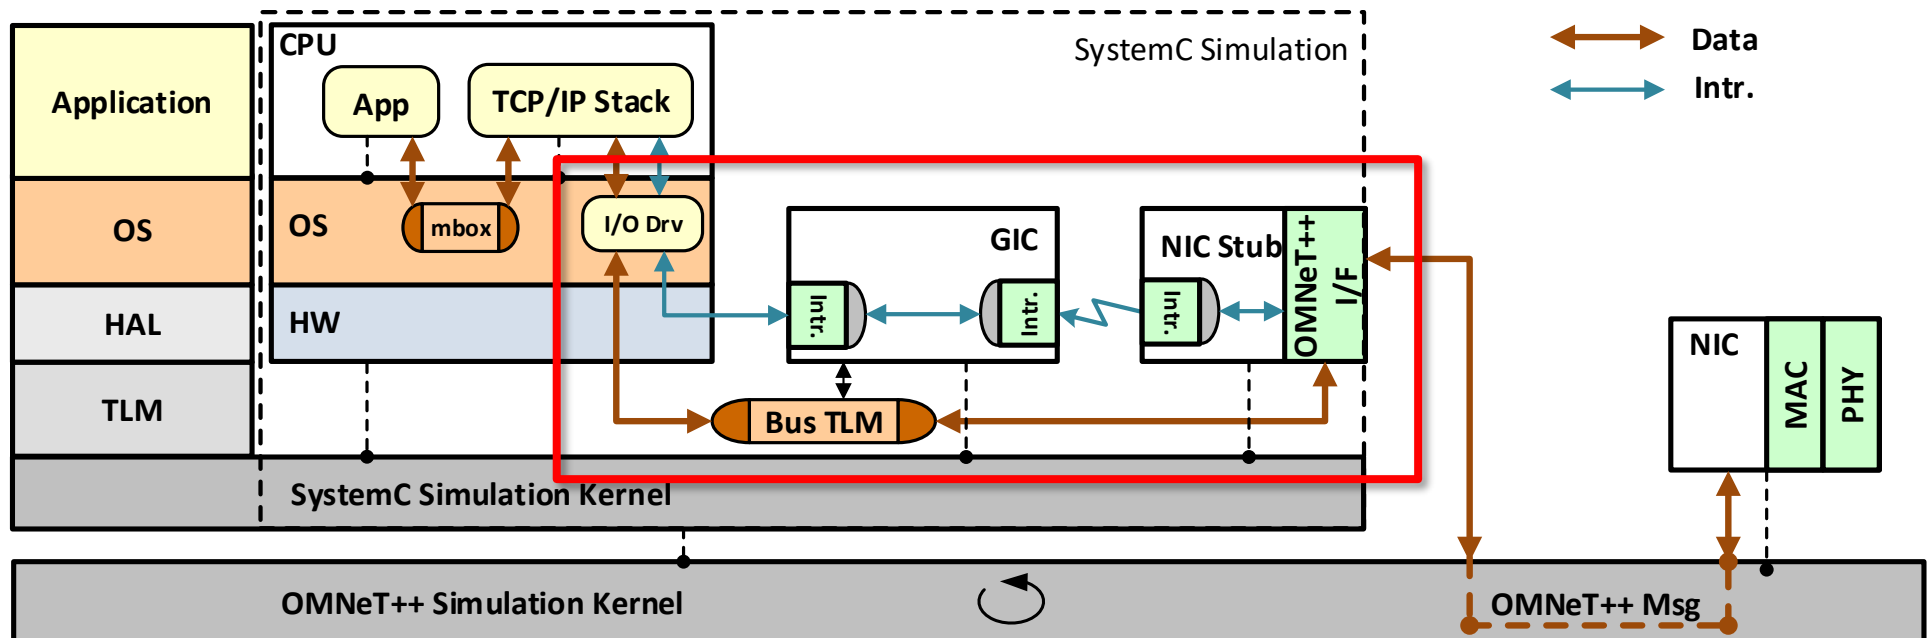 Application
OS
HAL
TLM
CPU
App
TCP/IP Stack
OS
mbox
I/O Drv
HW
SystemC Simulation
GIC
Intr.
Intr.
NIC Stub
Intr.
OMNeT++
I/F
Bus TLM
SystemC Simulation Kernel
Data
Intr.
NIC
MAC
PHY
OMNeT++ Simulation Kernel
OMNeT++ Msg